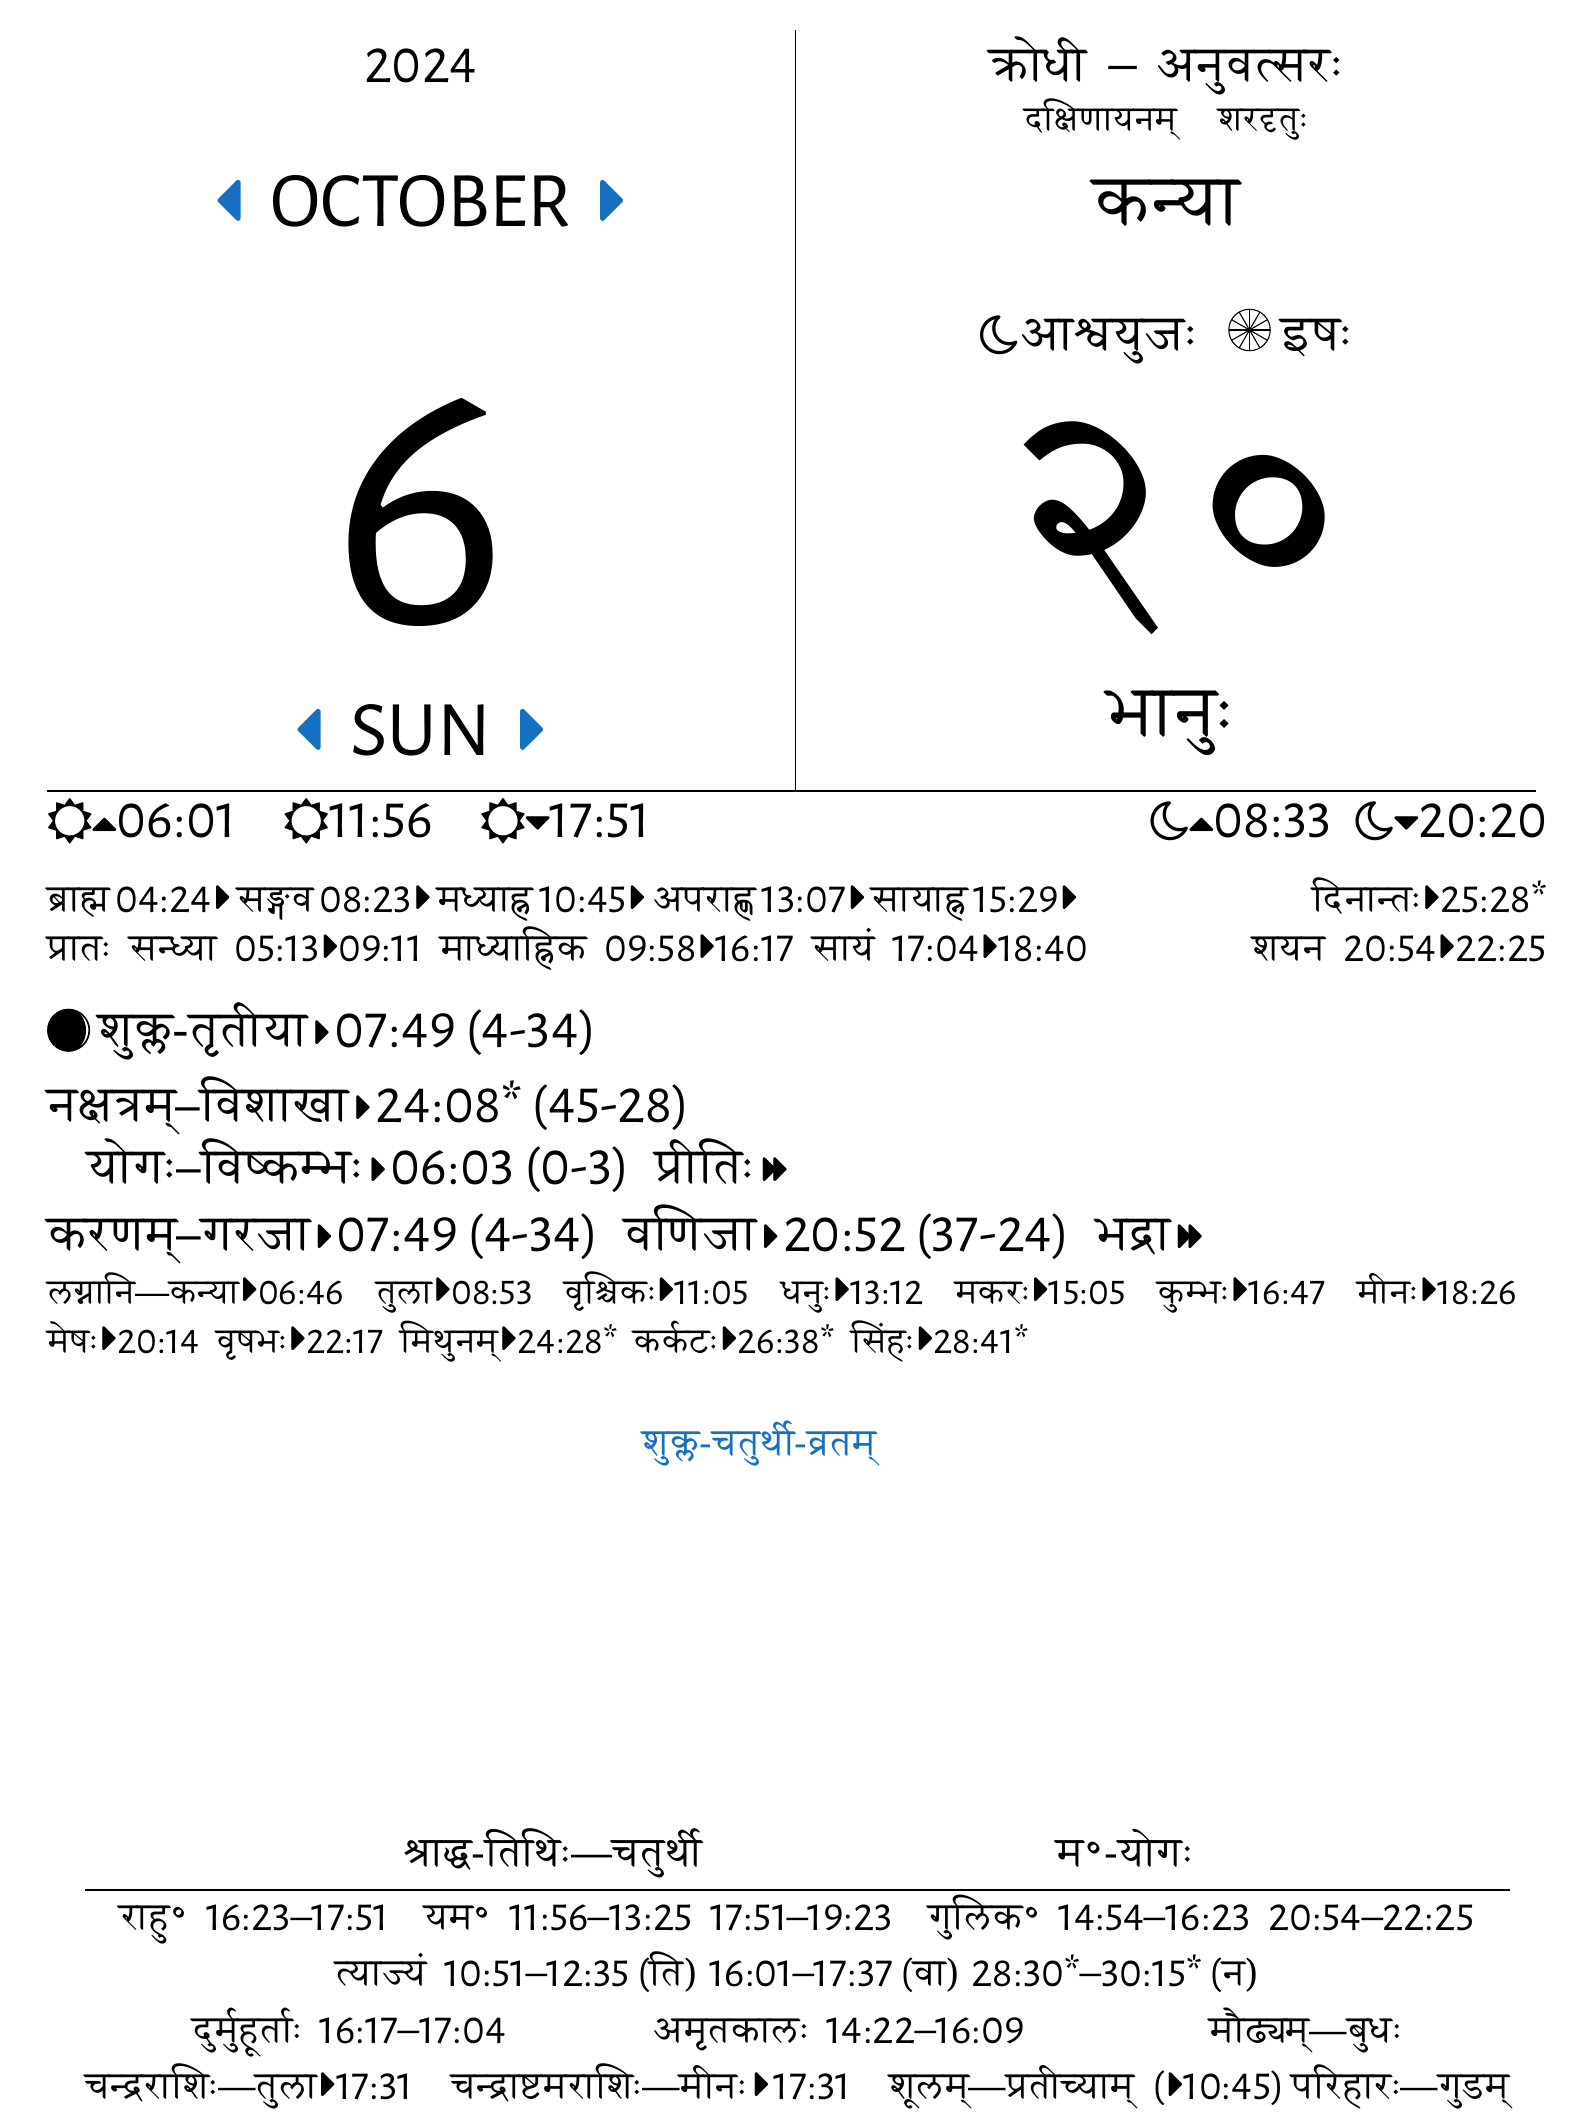 2024
OCTOBER
6
SUN
क्रोधी – अनुवत्सरः
दक्षिणायनम् शरदृतुः
कन्या
आश्वयुजः इषः
२०
भानुः
06:01 11:56 17:51 08:33 20:20
ब्राह्म 04:24 सङ्गव 08:23 मध्याह्न 10:45 अपराह्ण 13:07 सायाह्न 15:29 दिनान्तः 25:28*
प्रातः सन्ध्या 05:13 09:11 माध्याह्निक 09:58 16:17 सायं 17:04 18:40 शयन 20:54 22:25
शुक्ल-तृतीया 07:49 (4-34)
नक्षत्रम्–विशाखा 24:08* (45-28)
योगः–विष्कम्भः 06:03 (0-3) प्रीतिः
करणम्–गरजा 07:49 (4-34) वणिजा 20:52 (37-24) भद्रा
लग्नानि—कन्या 06:46 तुला 08:53 वृश्चिकः 11:05 धनुः 13:12 मकरः 15:05 कुम्भः 16:47 मीनः 18:26
मेषः 20:14 वृषभः 22:17 मिथुनम् 24:28* कर्कटः 26:38* सिंहः 28:41*
शुक्ल-चतुर्थी-व्रतम्
श्राद्ध-तिथिः—चतुर्थी म॰-योगः
राहु॰ 16:23–17:51 यम॰ 11:56–13:25 17:51–19:23 गुलिक॰ 14:54–16:23 20:54–22:25
त्याज्यं 10:51–12:35 (ति) 16:01–17:37 (वा) 28:30*–30:15* (न)
दुर्मुहूर्ताः 16:17–17:04 अमृतकालः 14:22–16:09 मौढ्यम्—बुधः
चन्द्रराशिः—तुला 17:31 चन्द्राष्टमराशिः—मीनः 17:31 शूलम्—प्रतीच्याम् (10:45) परिहारः—गुडम्